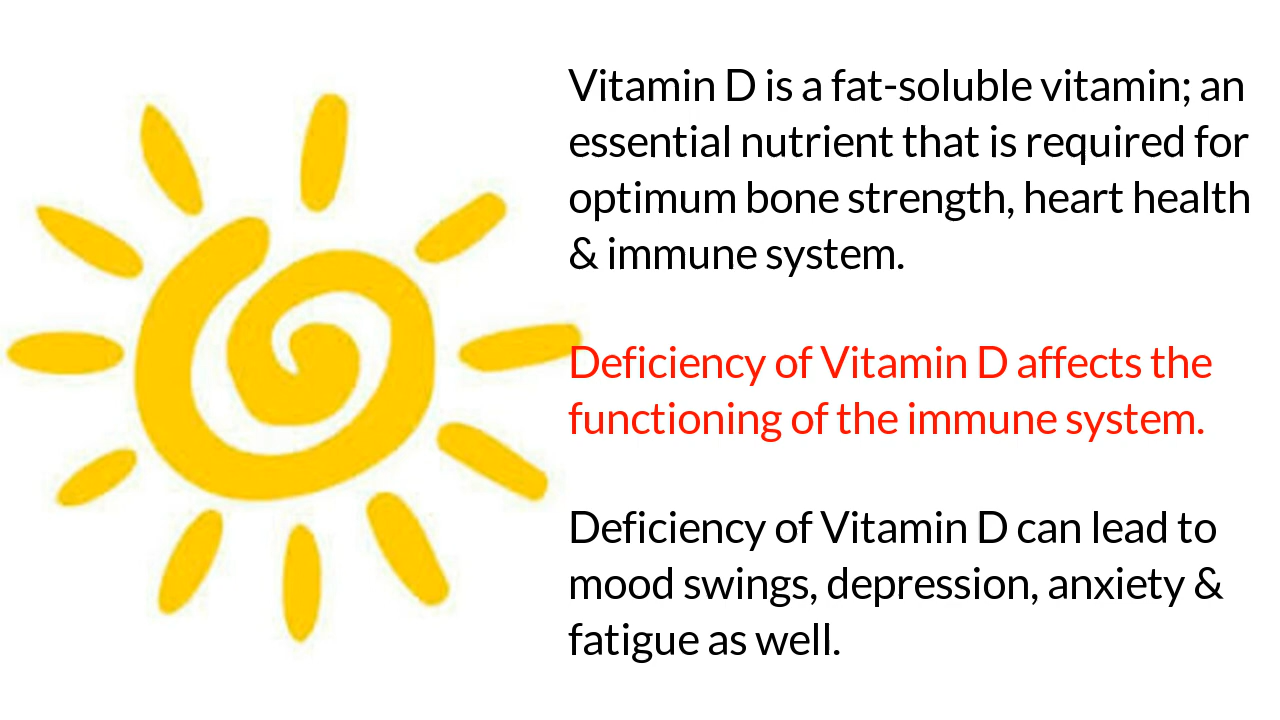 Vitamin D is a fat-soluble vitamin; an
essential nutrient that is required for
optimum bone strength, heart health
& immune system.
Deficiency of Vitamin D affects the
functioning of the immune system.
Deficiency of Vitamin D can lead to
mood swings, depression, anxiety &
fatigue as well.